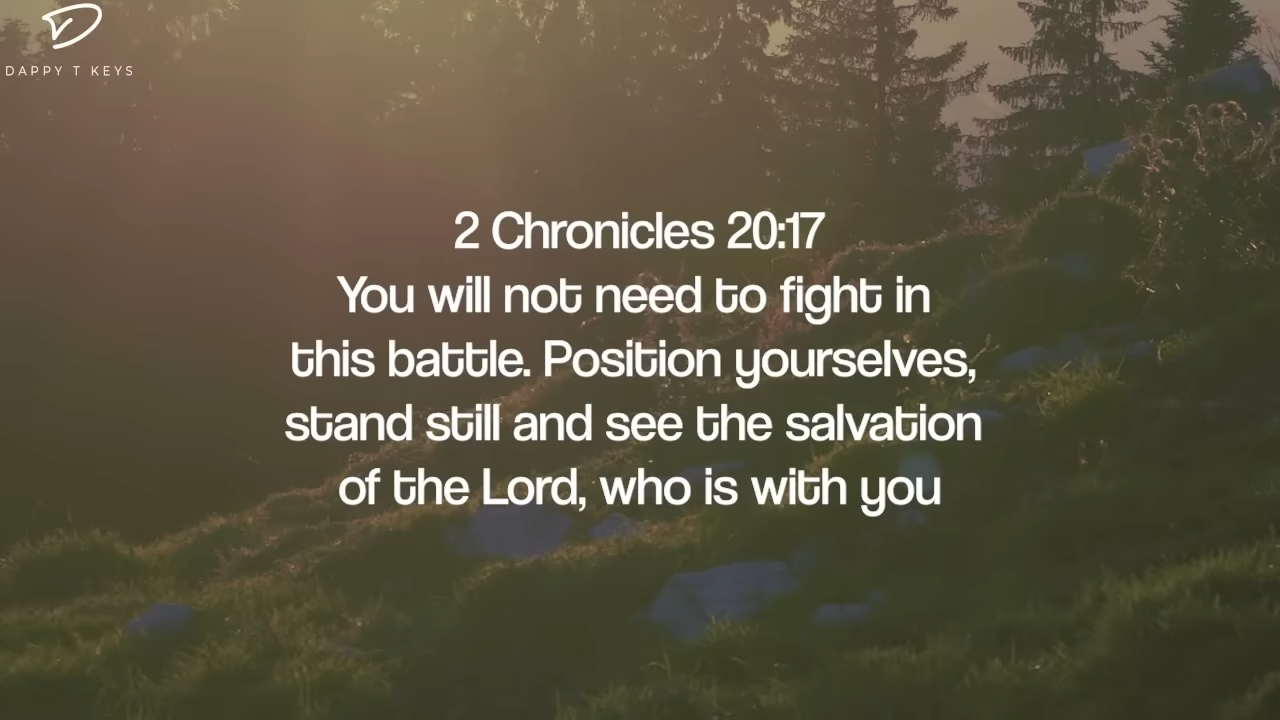 DAPPY T KEYS
2 Chronicles 20:17
You will not need to fight in
this battle. Position yourselves,
stand still and see the salvation
of the Lord, who is with you